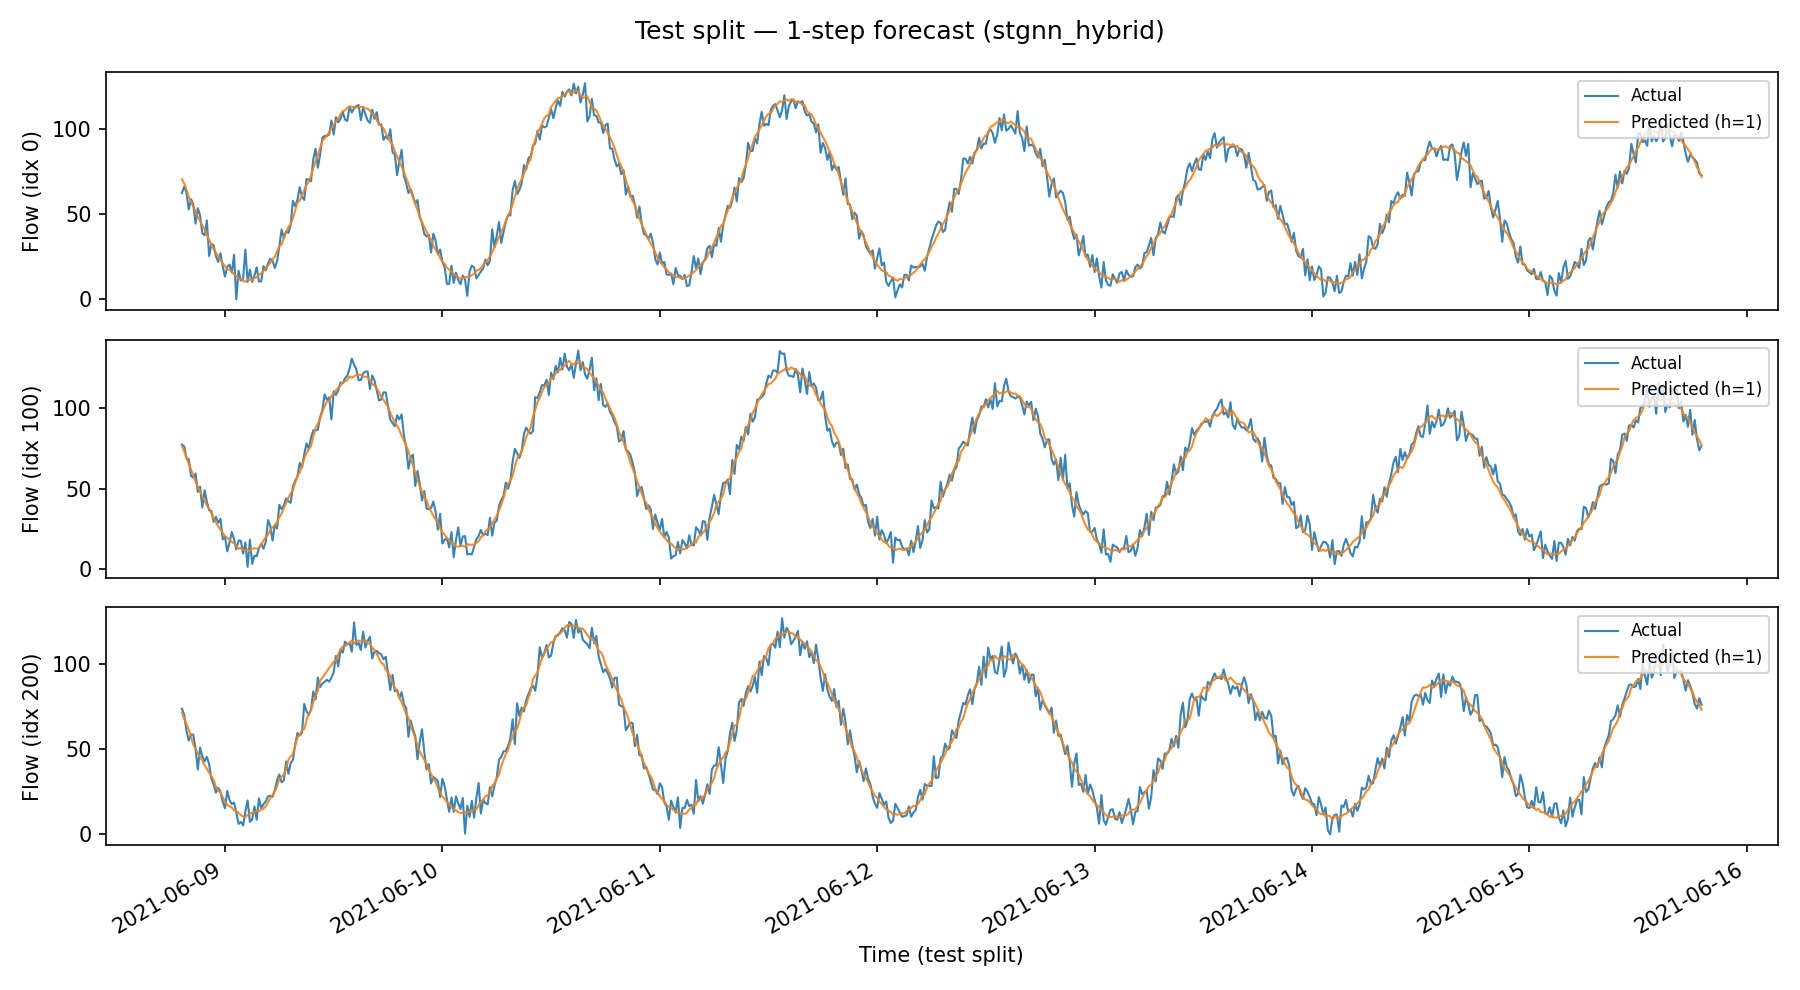 Test split — 1-step forecast (stgnn_hybrid)
Flow (idx 0)
100
50
0
Actual
Predicted (h=1)
Flow (idx 100)
100
50
0
Actual
Predicted (h=1)
Flow (idx 200)
100
50
0
Actual
Predicted (h=1)
2021-06-09
2021-06-10
2021-06-11
2021-06-12
2021-06-13
2021-06-14
2021-06-15
2021-06-16
Time (test split)